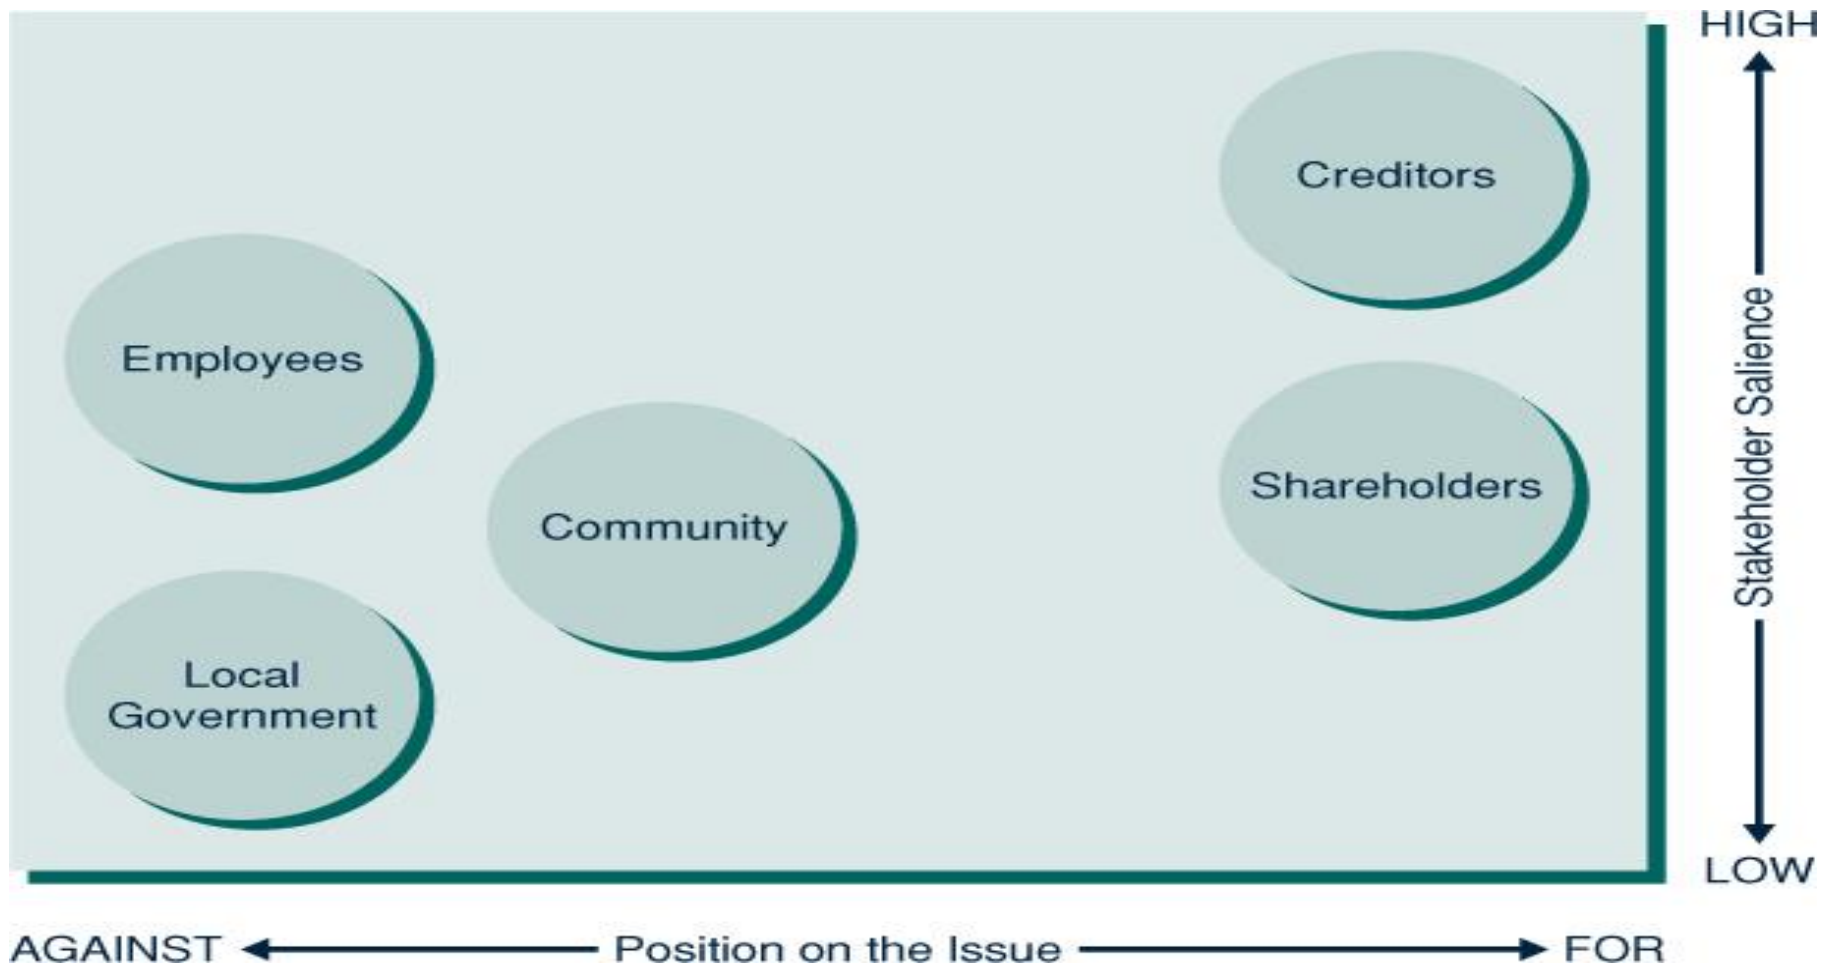 HIGH
Creditors
Employees
Shareholders
Community
Stakeholder Salience
Local
Government
LOW
AGAINST
Position on the Issue
FOR